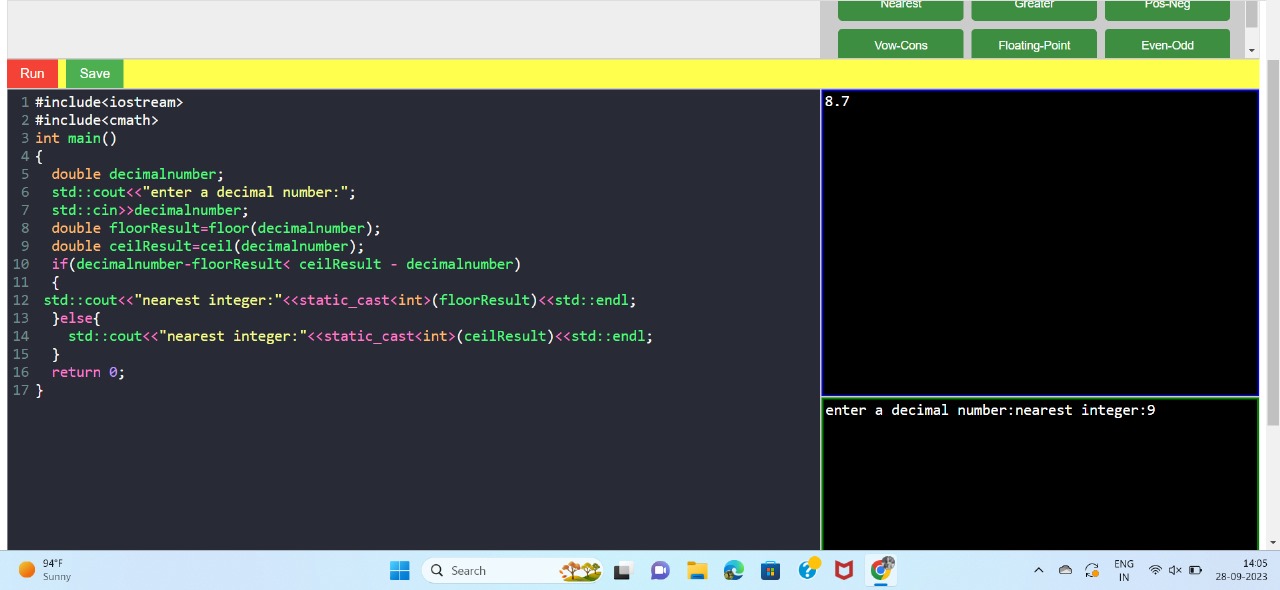 Nearest Greater Pos-Neg
Vow-Cons Floating-Point Even-Odd
Run Save
1 #include<iostream>
2 #include<cmath>
3 int main()
4 {
5 double decimalnumber;
6 std::cout<<"enter a decimal number:";
7 std::cin>>decimalnumber;
8 double floorResult=floor(decimalnumber);
9 double ceilResult=ceil(decimalnumber);
10 if(decimalnumber-floorResult< ceilResult - decimalnumber)
11 {
12 std::cout<<"nearest integer:"<<static_cast<int>(floorResult)<<std::endl;
13 }else{
14 std::cout<<"nearest integer:"<<static_cast<int>(ceilResult)<<std::endl;
15 }
16 return 0;
17 }
8.7
enter a decimal number:nearest integer:9
94°F
Sunny
Search
ENG
IN
14:05
28-09-2023